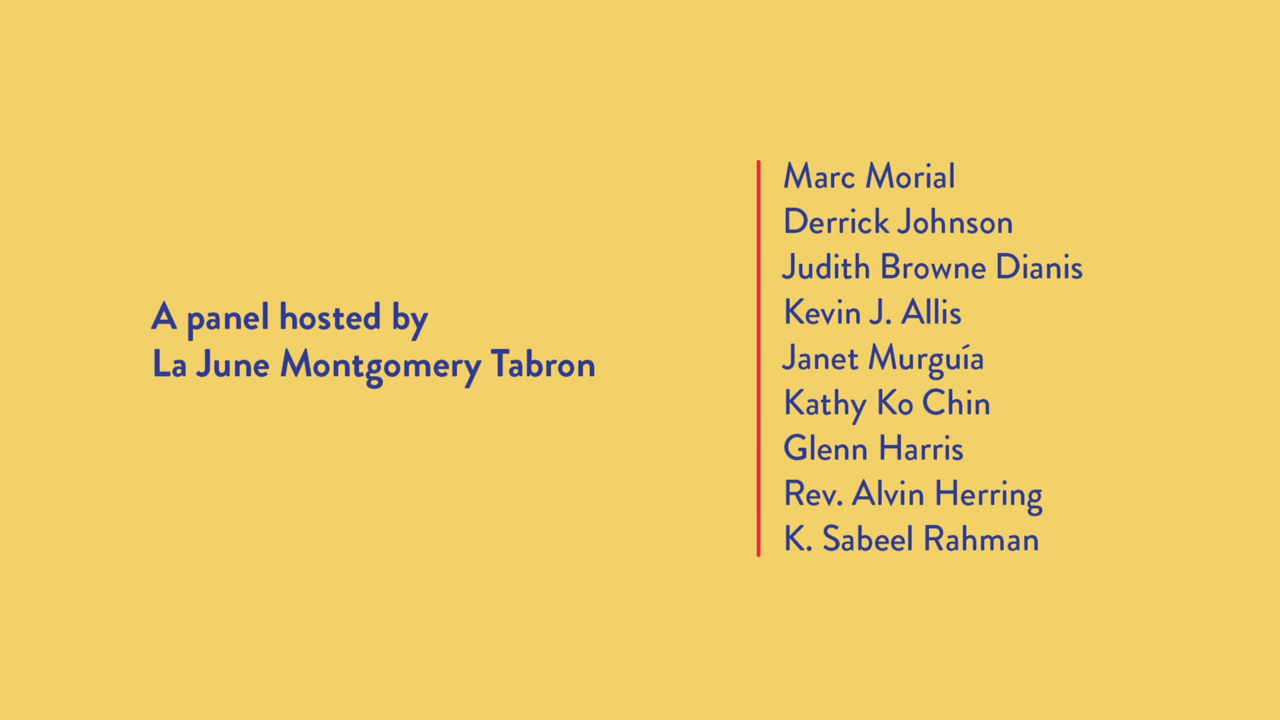 A panel hosted by
La June Montgomery Tabron
Marc Morial
Derrick Johnson
Judith Browne Dianis
Kevin J. Allis
Janet Murguía
Kathy Ko Chin
Glenn Harris
Rev. Alvin Herring
K. Sabeel Rahman